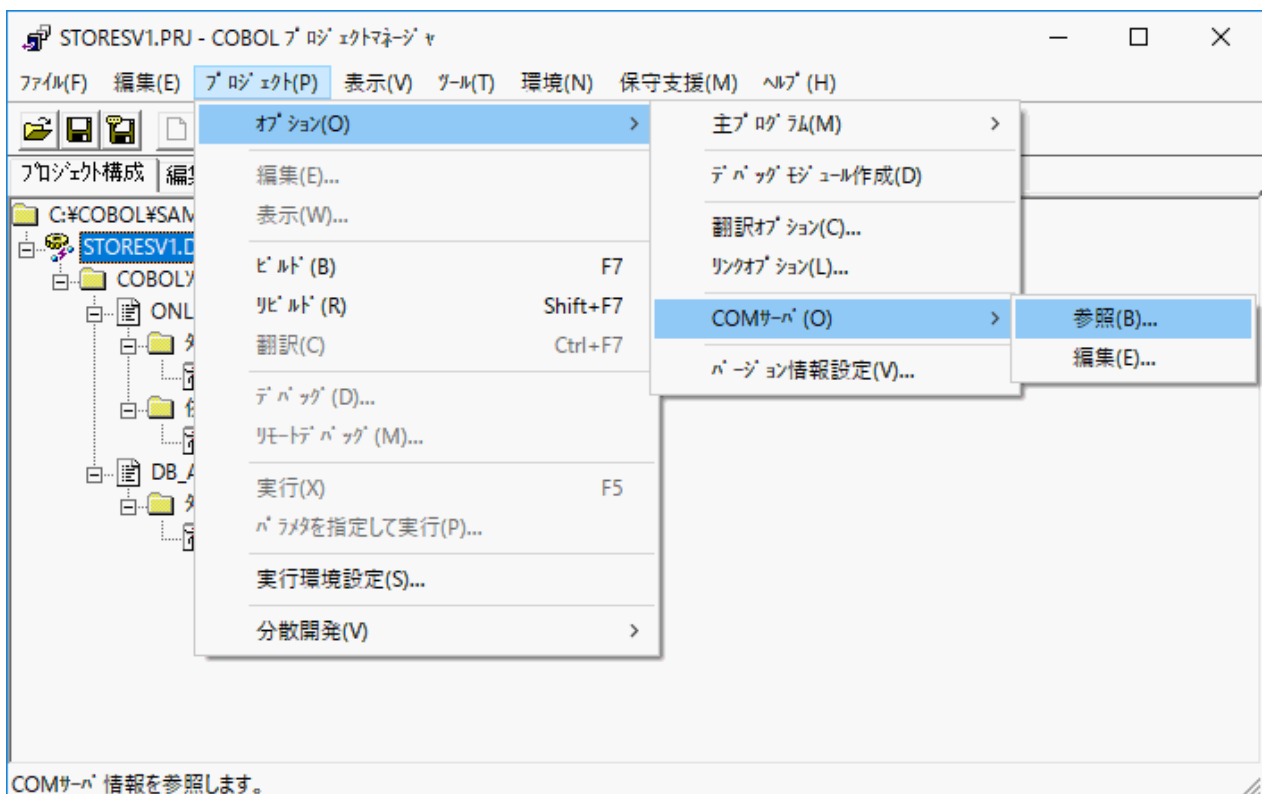 STORESV1.PRJ - COBOL ﾌﾟﾛｼﾞｪｸﾄﾏﾈｰｼﾞｬ
ﾌｧｲﾙ(F) 編集(E) ﾌﾟﾛｼﾞｪｸﾄ(P) 表示(V) ﾂｰﾙ(T) 環境(N) 保守支援(M) ﾍﾙﾌﾟ(H)
プロジェクト構成
C:¥COBOL¥SAM
STORESV1.D
COBOL
ONL
DB_A
ｵﾌﾟｼｮﾝ(O)
編集(E)...
表示(W)...
ﾋﾞﾙﾄﾞ(B) F7
ﾘﾋﾞﾙﾄﾞ(R) Shift+F7
翻訳(C) Ctrl+F7
ﾃﾞﾊﾞｯｸﾞ(D)...
ﾘﾓｰﾄﾃﾞﾊﾞｯｸﾞ(M)...
実行(X) F5
ﾊﾟﾗﾒﾀを指定して実行(P)...
実行環境設定(S)...
分散開発(V)
主ﾌﾟﾛｸﾞﾗﾑ(M)
ﾃﾞﾊﾞｯｸﾞﾓｼﾞｭｰﾙ作成(D)
翻訳ｵﾌﾟｼｮﾝ(C)...
ﾘﾝｸｵﾌﾟｼｮﾝ(L)...
COMｻｰﾊﾞ(O)
ﾊﾞｰｼﾞｮﾝ情報設定(V)...
参照(B)...
編集(E)...
COMｻｰﾊﾞ情報を参照します。